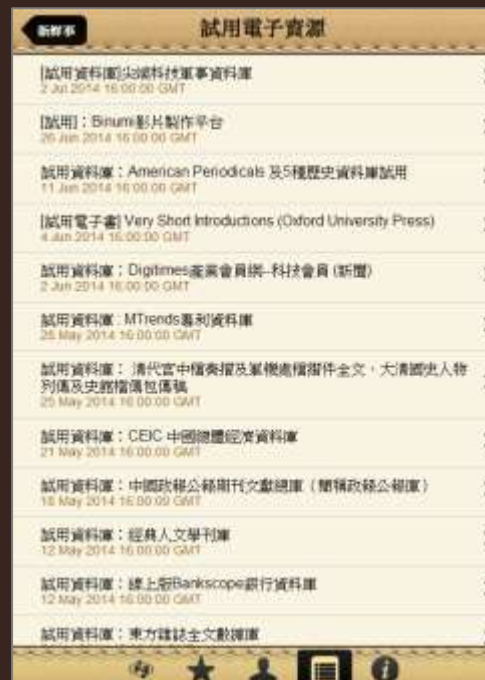 新鮮事
試用電子資源
[試用資料庫]尖端科技軍事資料庫
2 Jul 2014 16:00:00 GMT
[試用]：Binumi影片製作平台
26 Jun 2014 16:00:00 GMT
試用資料庫：American Periodicals 及5種歷史資料庫試用
11 Jun 2014 16:00:00 GMT
[試用電子書] Very Short Introductions (Oxford University Press)
4 Jun 2014 16:00:00 GMT
試用資料庫：Digitimes產業會員網--科技會員 (新聞)
2 Jun 2014 16:00:00 GMT
試用資料庫：MTrends專利資料庫
26 May 2014 16:00:00 GMT
試用資料庫： 清代宮中檔奏摺及軍機處檔摺件全文，大清國史人物
列傳及史館檔傳包傳稿
25 May 2014 16:00:00 GMT
試用資料庫：CEIC 中國總體經濟資料庫
21 May 2014 16:00:00 GMT
試用資料庫：中國政報公報期刊文獻總庫（簡稱政報公報庫）
18 May 2014 16:00:00 GMT
試用資料庫：經典人文學刊庫
12 May 2014 16:00:00 GMT
試用資料庫：線上版Bankscope銀行資料庫
12 May 2014 16:00:00 GMT
試用資料庫：東方雜誌全文數據庫